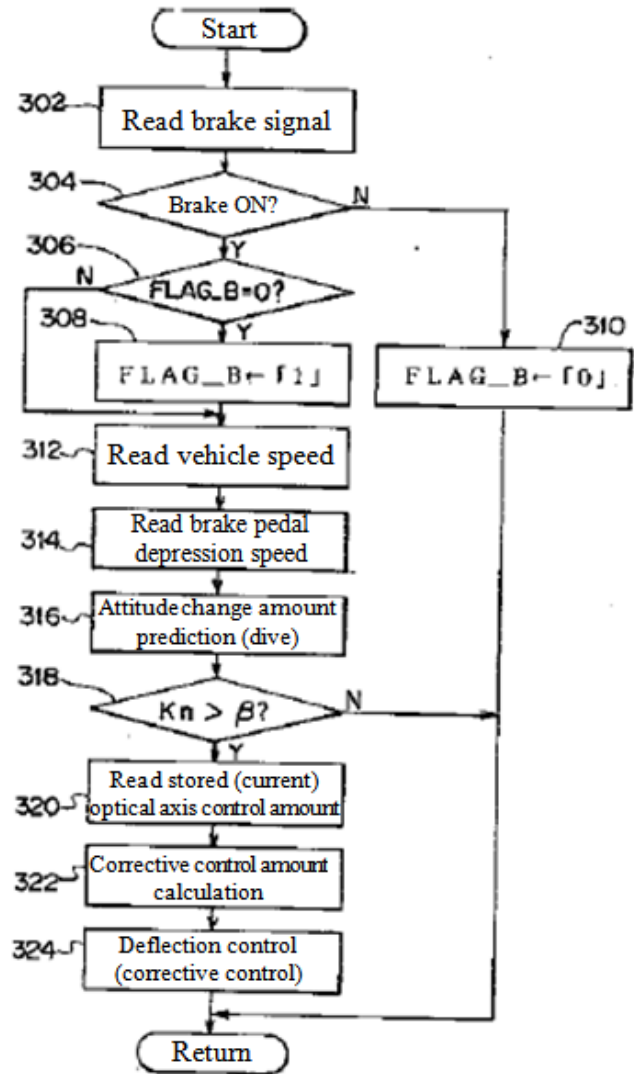 Start
302
Read brake signal
304
Brake ON?
N
Y
306
N
FLAG_B=0?
Y
308
310
FLAG_B←「1」
FLAG_B←「0」
312
Read vehicle speed
314
Read brake pedal
depression speed
316
Attitude change amount
prediction (dive)
318
Kn > β?
N
Y
320
Read stored (current)
optical axis control amount
322
Corrective control amount
calculation
324
Deflection control
(corrective control)
Return